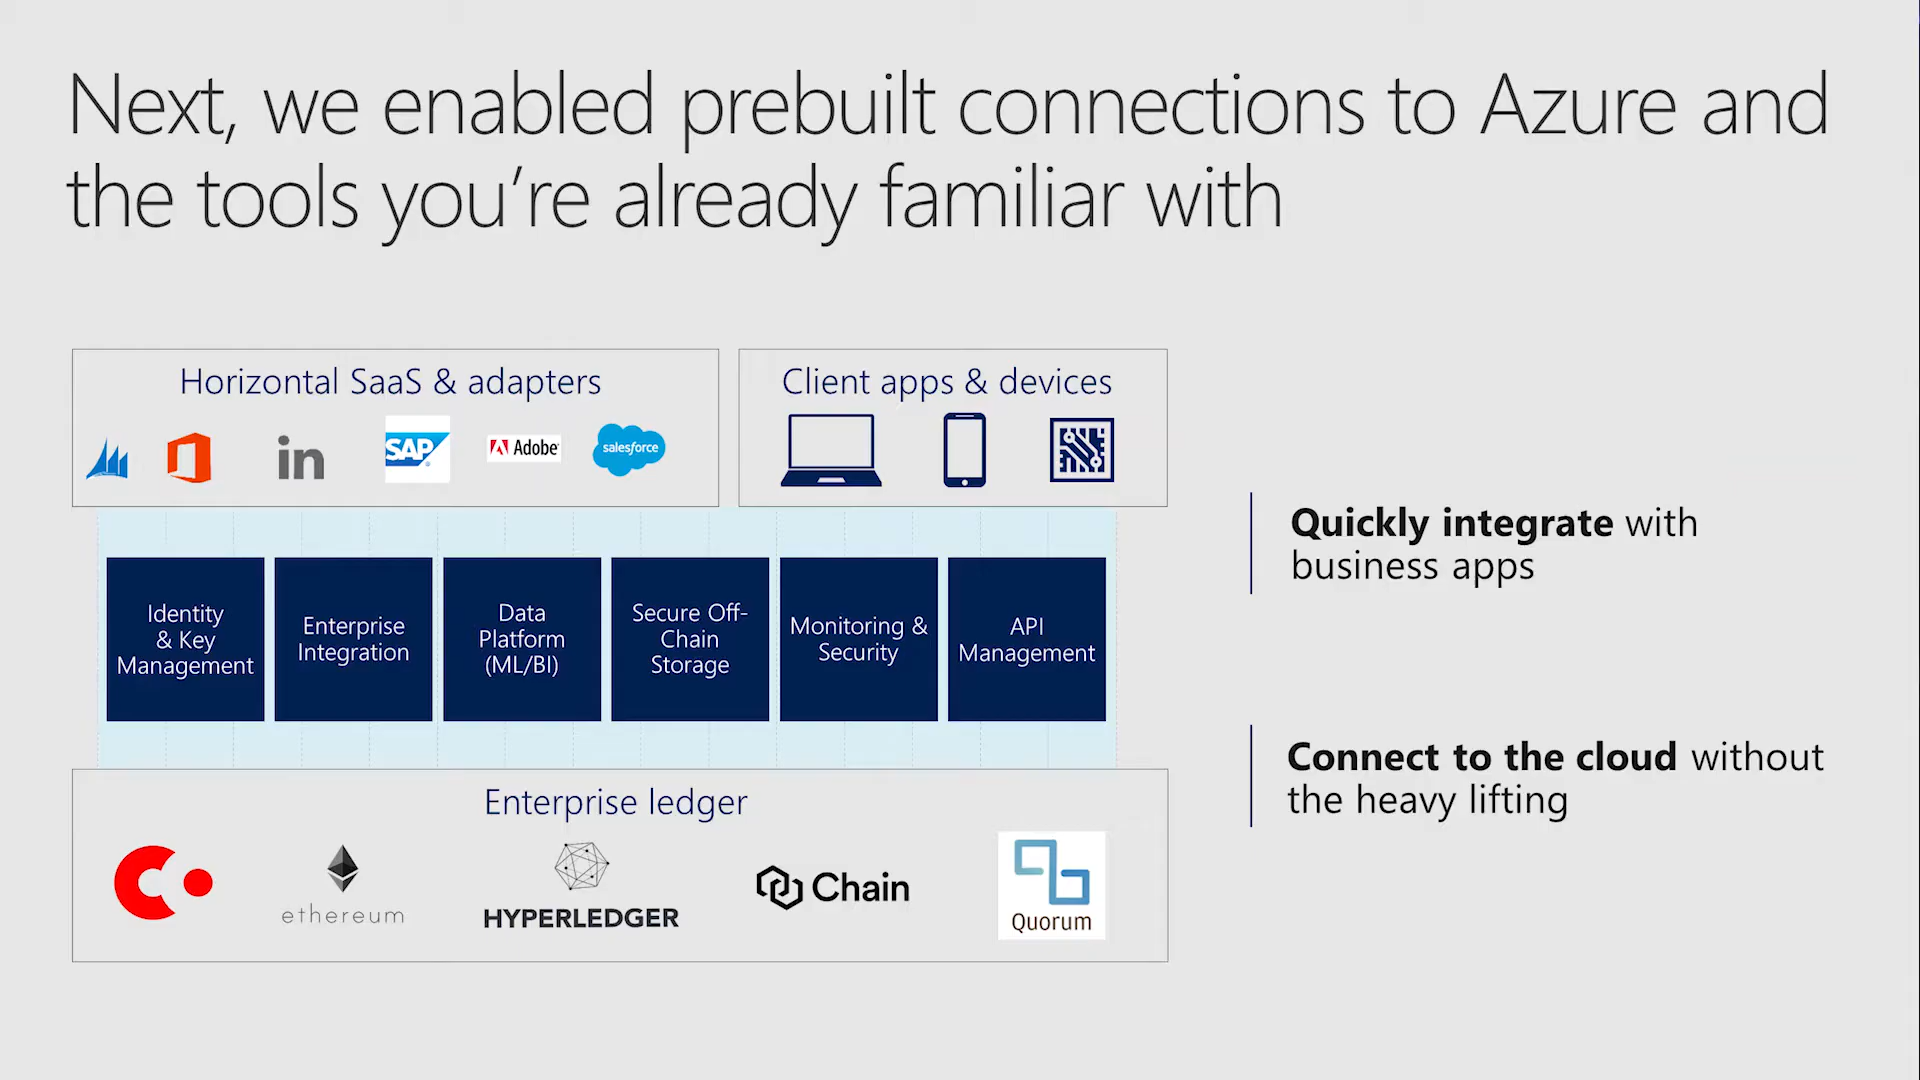 Next, we enabled prebuilt connections to Azure and
the tools you're already familiar with
Horizontal SaaS & adapters
in
SAP
®
Adobe
salesforce
Client apps & devices
Identity
& Key
Management
Enterprise
Integration
Data
Platform
(ML/BI)
Secure Off-
Chain
Storage
Monitoring &
Security
API
Management
Quickly integrate with
business apps
Connect to the cloud without
the heavy lifting
Enterprise ledger
ethereum
HYPERLEDGER
Chain
Quorum